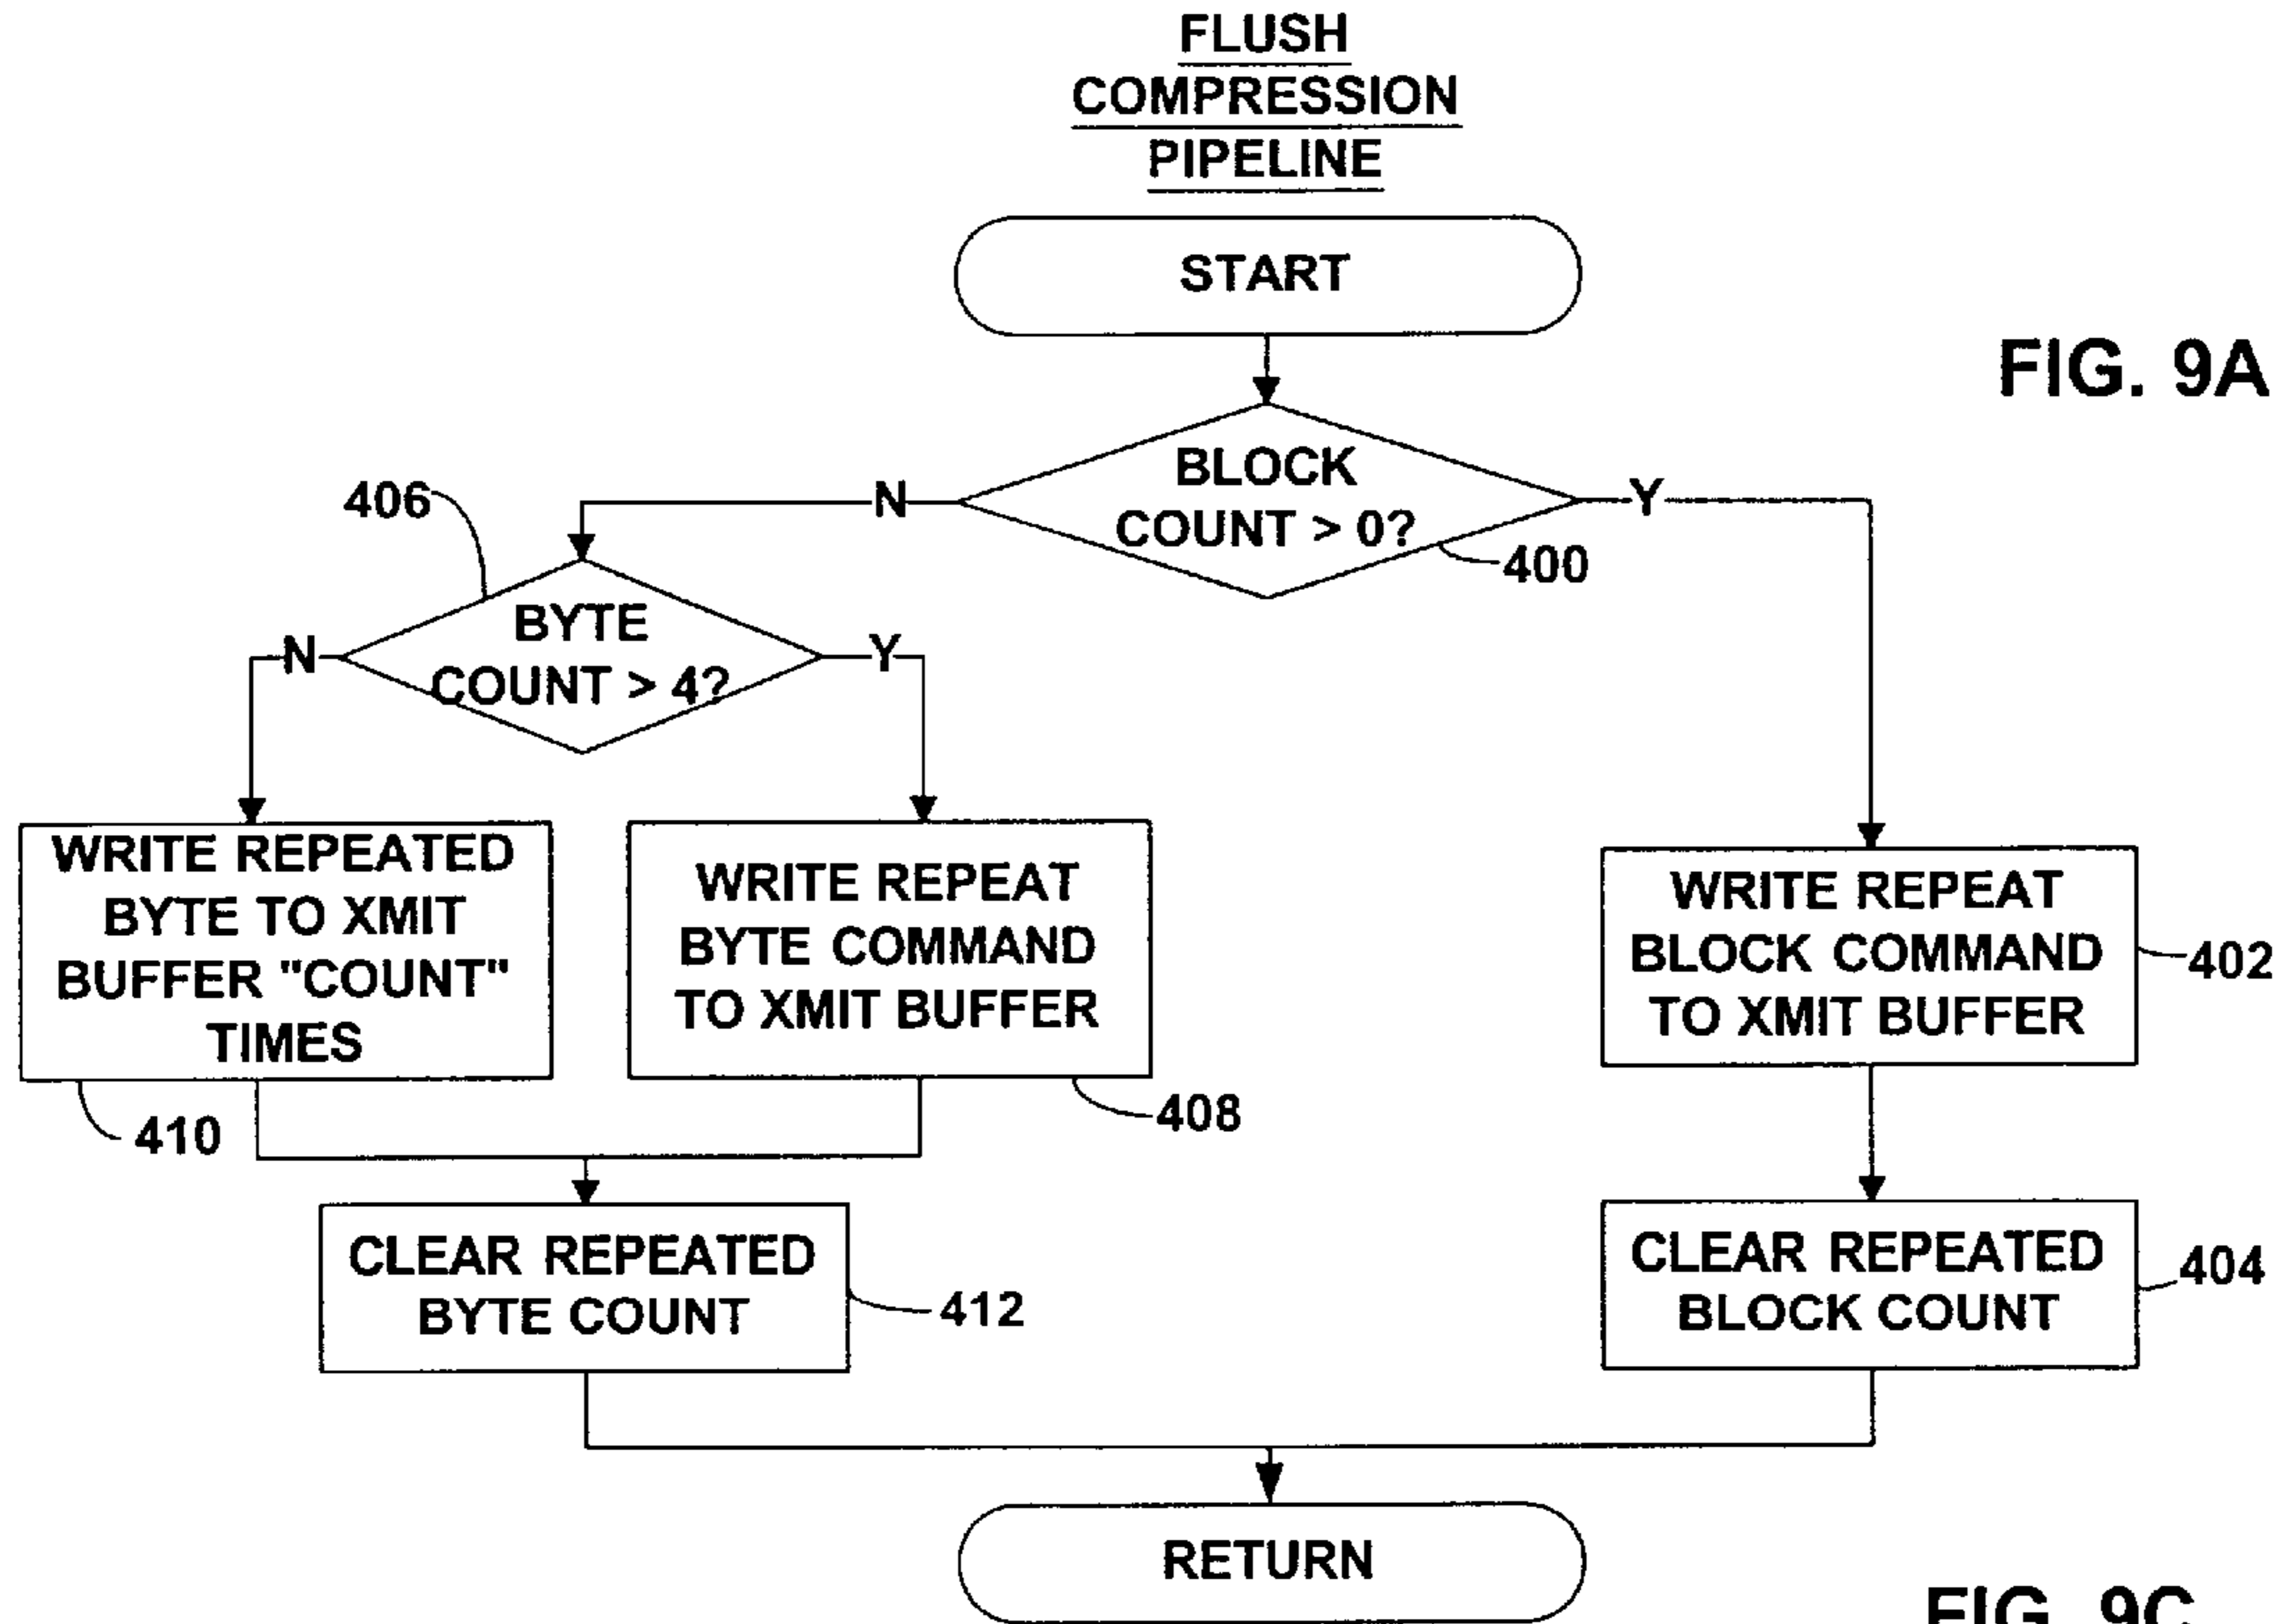 FLUSH
COMPRESSION
PIPELINE
START
FIG. 9A
BLOCK
COUNT > 0?
N
Y
400
406
BYTE
COUNT > 4?
N
Y
WRITE REPEATED
BYTE TO XMIT
BUFFER "COUNT"
TIMES
410
WRITE REPEAT
BYTE COMMAND
TO XMIT BUFFER
408
WRITE REPEAT
BLOCK COMMAND
TO XMIT BUFFER
402
CLEAR REPEATED
BYTE COUNT
412
CLEAR REPEATED
BLOCK COUNT
404
RETURN
FIG. 9C